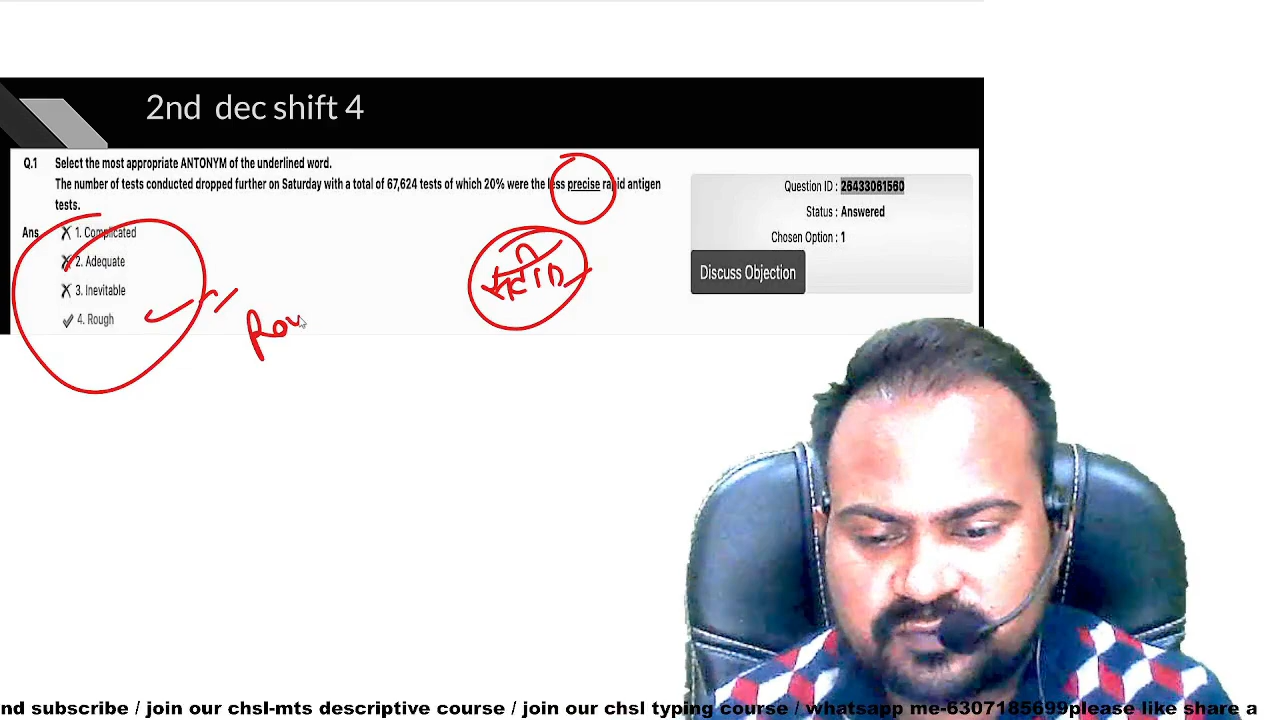 2nd dec shift 4
Q.1 Select the most appropriate ANTONYM of the underlined word.
The number of tests conducted dropped further on Saturday with a total of 67,624 tests of which 20% were the less precise rapid antigen
tests.
Ans 1. Complicated
2. Adequate
3. Inevitable
4. Rough
Question ID : 26433061560
Status : Answered
Chosen Option : 1
Discuss Objection
सटीक
Rou
nd subscribe / join our chsl-mts descriptive course / join our chsl typing course / whatsapp me-6307185699please like share a